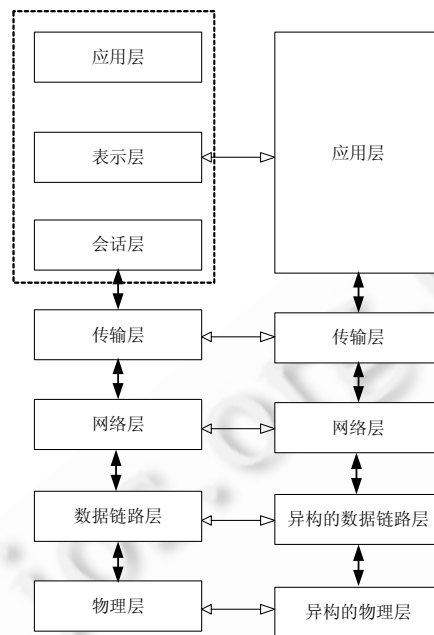 应用层
表示层
应用层
会话层
传输层
传输层
网络层
网络层
数据链路层
异构的数据链路层
物理层
异构的物理层